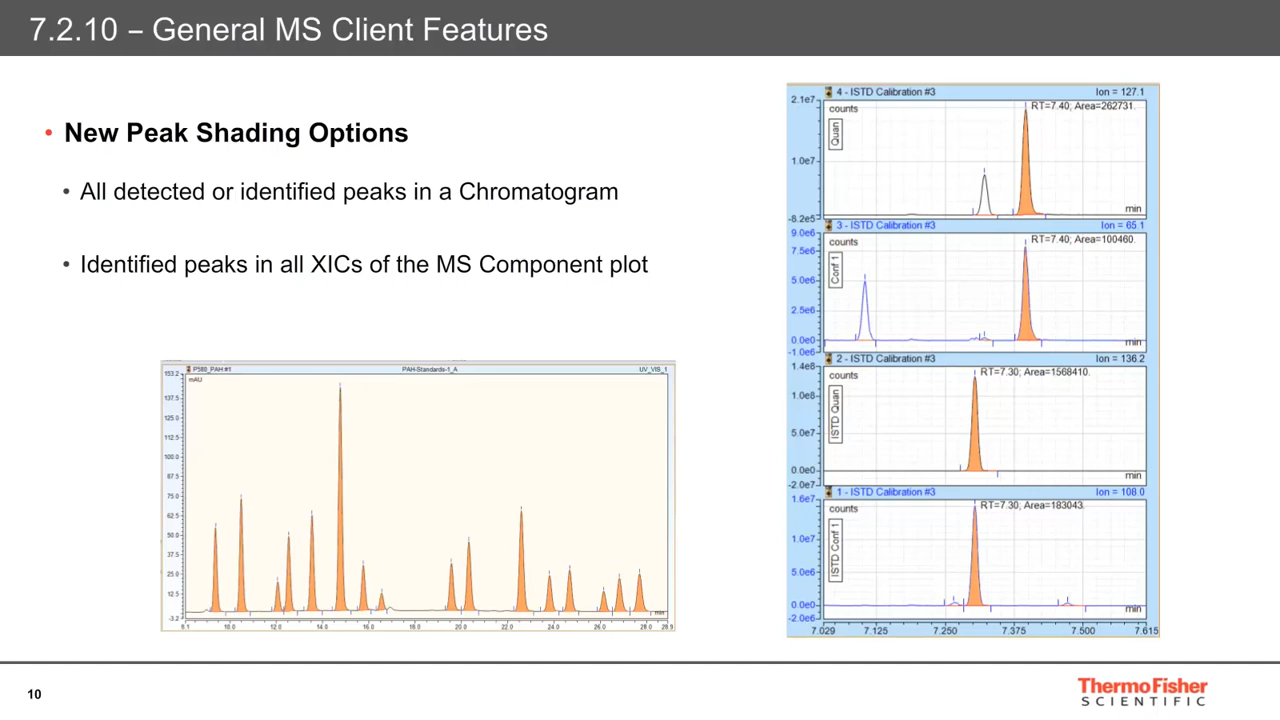 7.2.10 – General MS Client Features
• New Peak Shading Options
• All detected or identified peaks in a Chromatogram
• Identified peaks in all XICs of the MS Component plot
P580_PAH #1 PAH-Standards-1_A UV_VIS_1
mAU
153.2
137.5
125.0
112.5
100.0
87.5
75.0
62.5
50.0
37.5
25.0
12.5
-3.2
min
8.1 10.0 12.0 14.0 16.0 18.0 20.0 22.0 24.0 26.0 28.0 28.9
4 - ISTD Calibration #3 Ion = 127.1
2.1e7
counts
RT=7.40; Area=262731.
Quan
1.0e7
min
-8.2e5
3 - ISTD Calibration #3 Ion = 65.1
9.0e6
counts
RT=7.40; Area=100460.
7.5e6
Conf 1
5.0e6
2.5e6
0.0e0
min
-1.0e6
2 - ISTD Calibration #3 Ion = 136.2
1.4e8
counts
RT=7.30; Area=1568410.
1.0e8
ISTD Quan
5.0e7
0.0e0
min
-2.0e7
1 - ISTD Calibration #3 Ion = 108.0
1.6e7
counts
RT=7.30; Area=183043.
1.0e7
ISTD Conf 1
5.0e6
0.0e0
min
-2.0e6
7.029 7.125 7.250 7.375 7.500 7.615
10
ThermoFisher
SCIENTIFIC